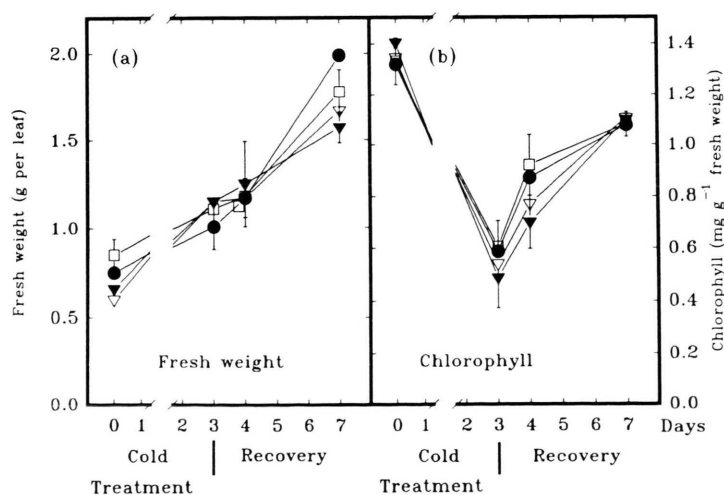 (a)
Fresh weight (g per leaf)
2.0
1.5
1.0
0.5
0.0
Fresh weight
0 1 2 3 4 5 6 7
Cold Recovery
Treatment
(b)
Chlorophyll (mg g⁻¹ fresh weight)
1.4
1.2
1.0
0.8
0.6
0.4
0.2
0.0
Chlorophyll
0 1 2 3 4 5 6 7 Days
Cold Recovery
Treatment